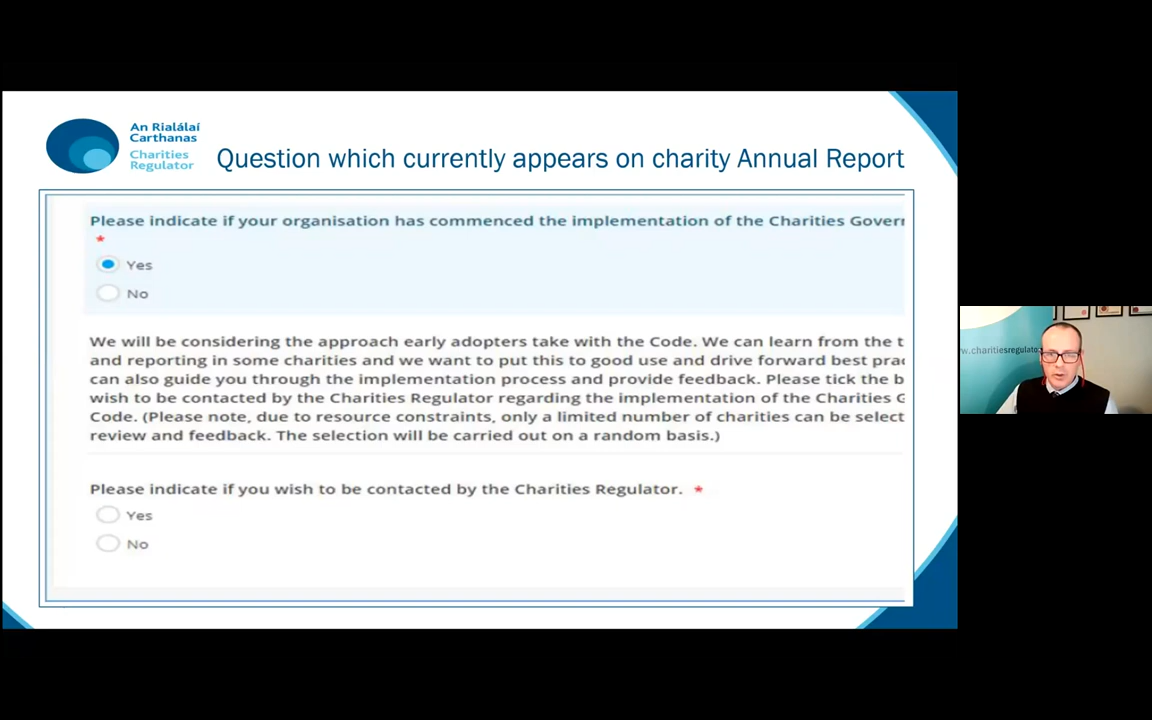 An Rialálaí
Carthanas
Charities
Regulator
Question which currently appears on charity Annual Report
Please indicate if your organisation has commenced the implementation of the Charities Gover
*
Yes
No
We will be considering the approach early adopters take with the Code. We can learn from the t
and reporting in some charities and we want to put this to good use and drive forward best prac
can also guide you through the implementation process and provide feedback. Please tick the b
wish to be contacted by the Charities Regulator regarding the implementation of the Charities G
Code. (Please note, due to resource constraints, only a limited number of charities can be select
review and feedback. The selection will be carried out on a random basis.)
Please indicate if you wish to be contacted by the Charities Regulator. *
Yes
No
w.charitiesregulato